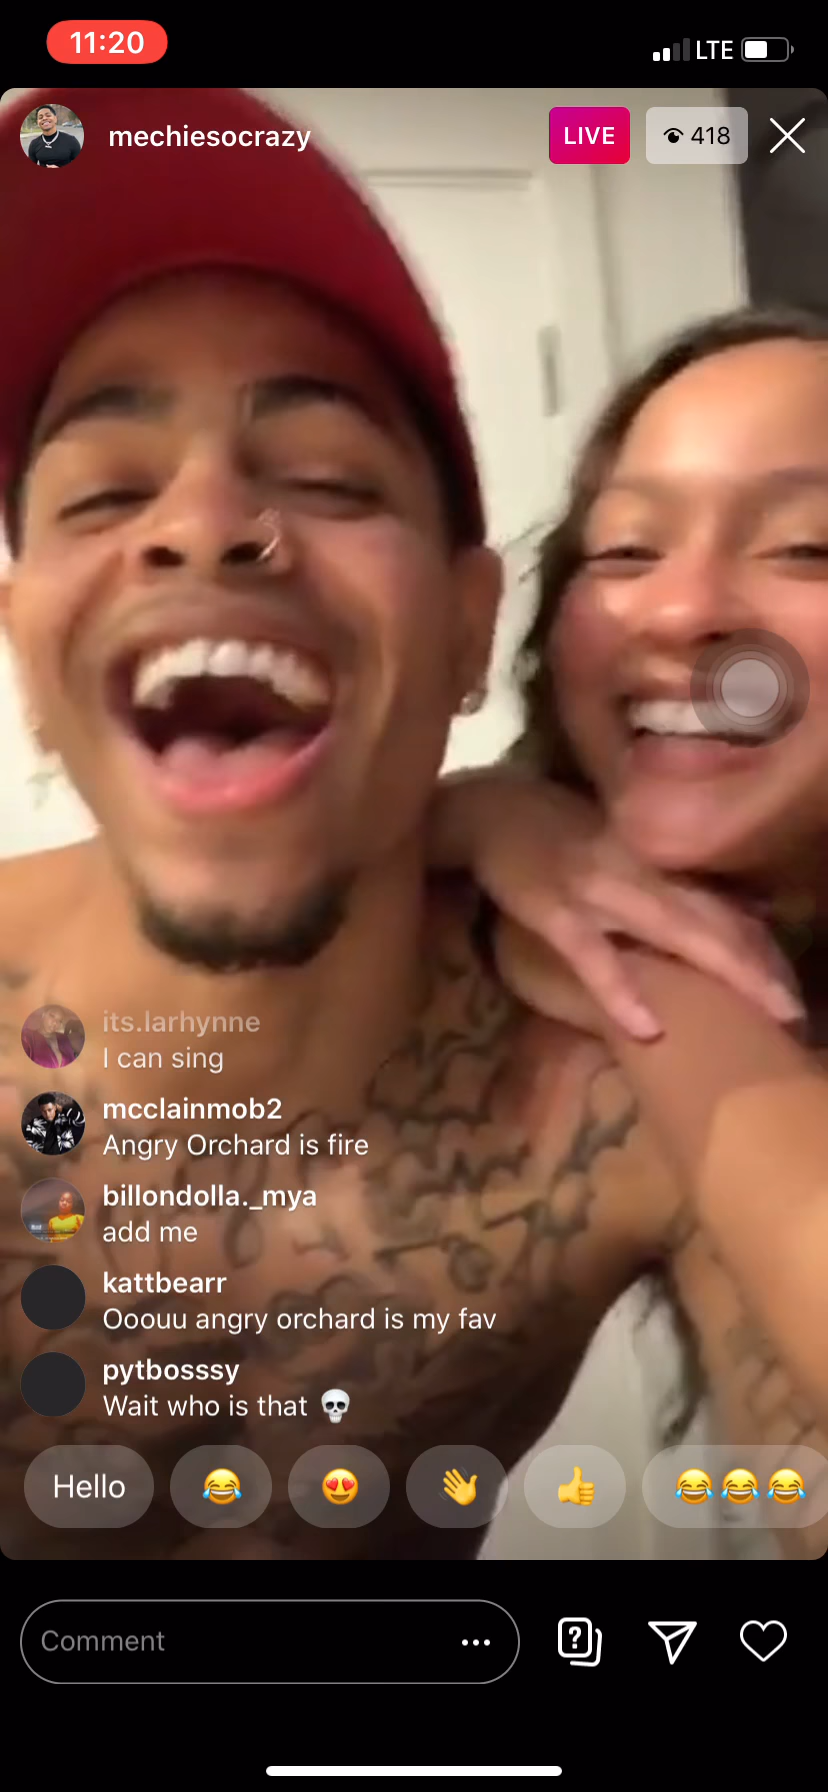 11:20
LTE
mechiesocrazy
LIVE
418
its.larhynne
I can sing
mcclainmob2
Angry Orchard is fire
billondolla._mya
add me
kattbearr
Ooouu angry orchard is my fav
pytbosssy
Wait who is that 💀
Hello 😂 😍 👋 👍 😂😂😂
Comment